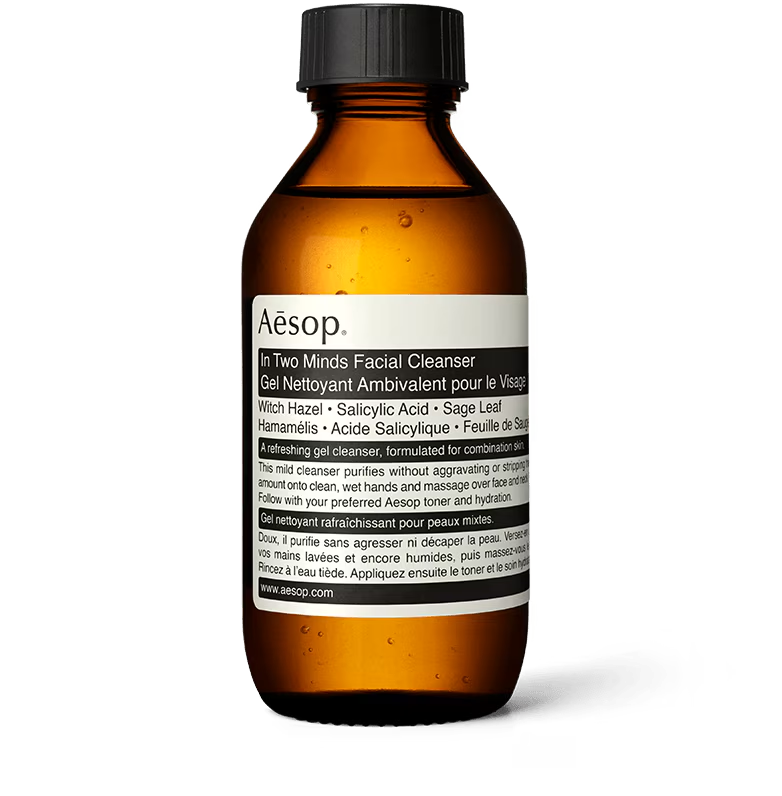 Aēsop®
In Two Minds Facial Cleanser
Gel Nettoyant Ambivalent pour le Visage
Witch Hazel • Salicylic Acid • Sage Leaf
Hamamélis • Acide Salicylique • Feuille de Sauge
A refreshing gel cleanser, formulated for combination skin.
This mild cleanser purifies without aggravating or stripping
amount onto clean, wet hands and massage over face and neck
Follow with your preferred Aesop toner and hydration.
Gel nettoyant rafraîchissant pour peaux mixtes.
Doux, il purifie sans agresser ni décaper la peau.
vos mains lavées et encore humides, puis massez-vous
Rincez à l'eau tiède. Appliquez ensuite le toner et le soin
www.aesop.com